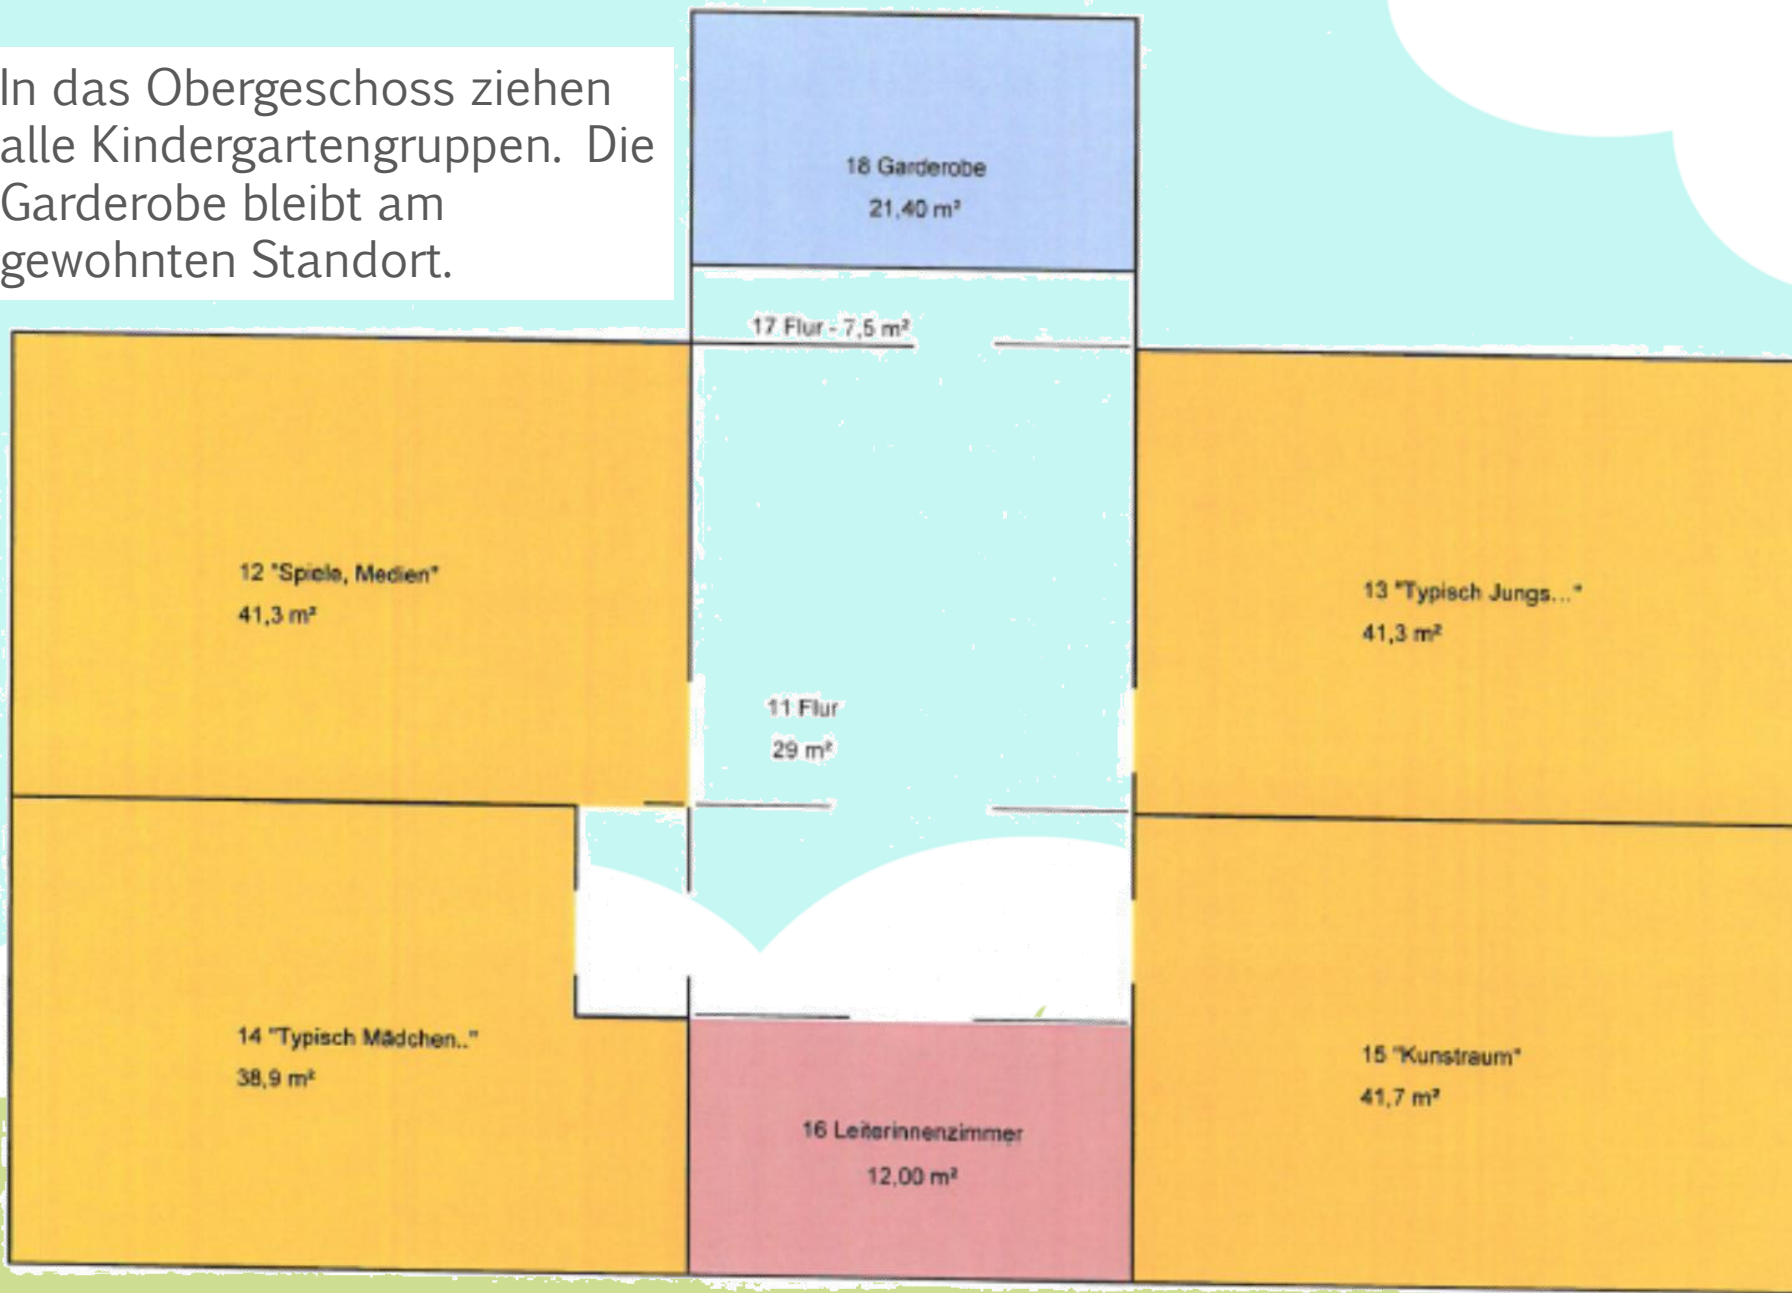 In das Obergeschoss ziehen
alle Kindergartengruppen. Die
Garderobe bleibt am
gewohnten Standort.
18 Garderobe
21,40 m²
17 Flur - 7,5 m²
12 "Spiele, Medien"
41,3 m²
13 "Typisch Jungs..."
41,3 m²
11 Flur
29 m²
14 "Typisch Mädchen.."
38,9 m²
15 "Kunstraum"
41,7 m²
16 Leiterinnenzimmer
12,00 m²